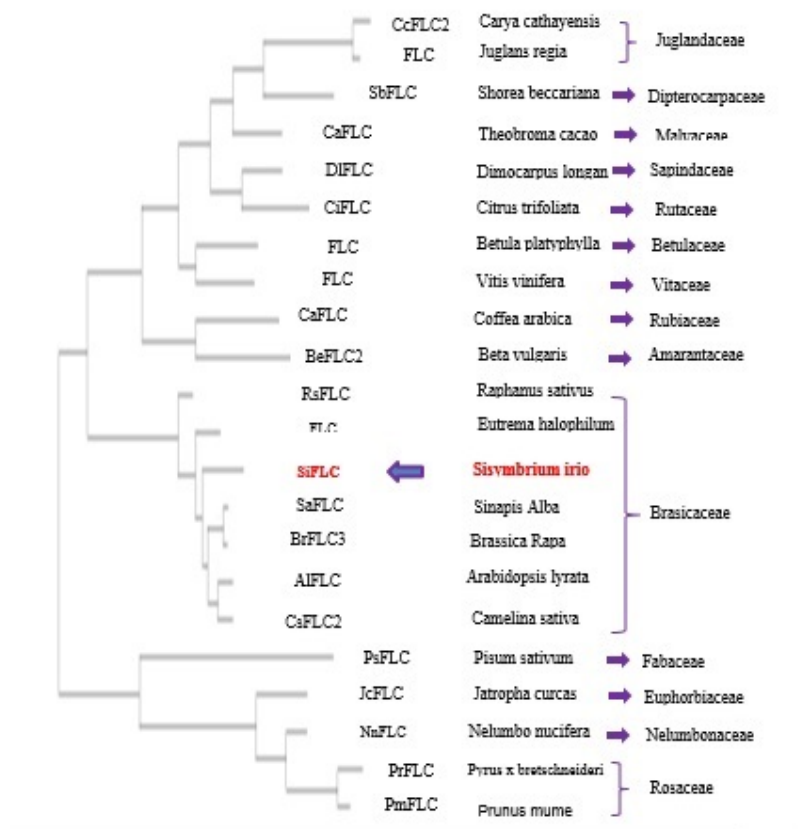 CcFLC2 Carya cathayensis
Juglandaceae
FLC Juglans regia
SbFLC Shorea beccariana Dipterocarpaceae
CaFLC Theobroma cacao Malvaceae
DlFLC Dimocarpus longan Sapindaceae
CiFLC Citrus trifoliata Rutaceae
FLC Betula platyphylla Betulaceae
FLC Vitis vinifera Vitaceae
CaFLC Coffea arabica Rubiaceae
BeFLC2 Beta vulgaris Amarantaceae
RsFLC Raphanus sativus
FLC Eutrema halophilum
SiFLC Sisymbrium irio
SaFLC Sinapis Alba
Brasicaceae
BrFLC3 Brassica Rapa
AlFLC Arabidopsis lyrata
CsFLC2 Camelina sativa
PsFLC Pisum sativum Fabaceae
JcFLC Jatropha curcas Euphorbiaceae
NnFLC Nelumbo nucifera Nelumbonaceae
PrFLC Pyrus x bretschneideri
Rosaceae
PmFLC Prunus mume